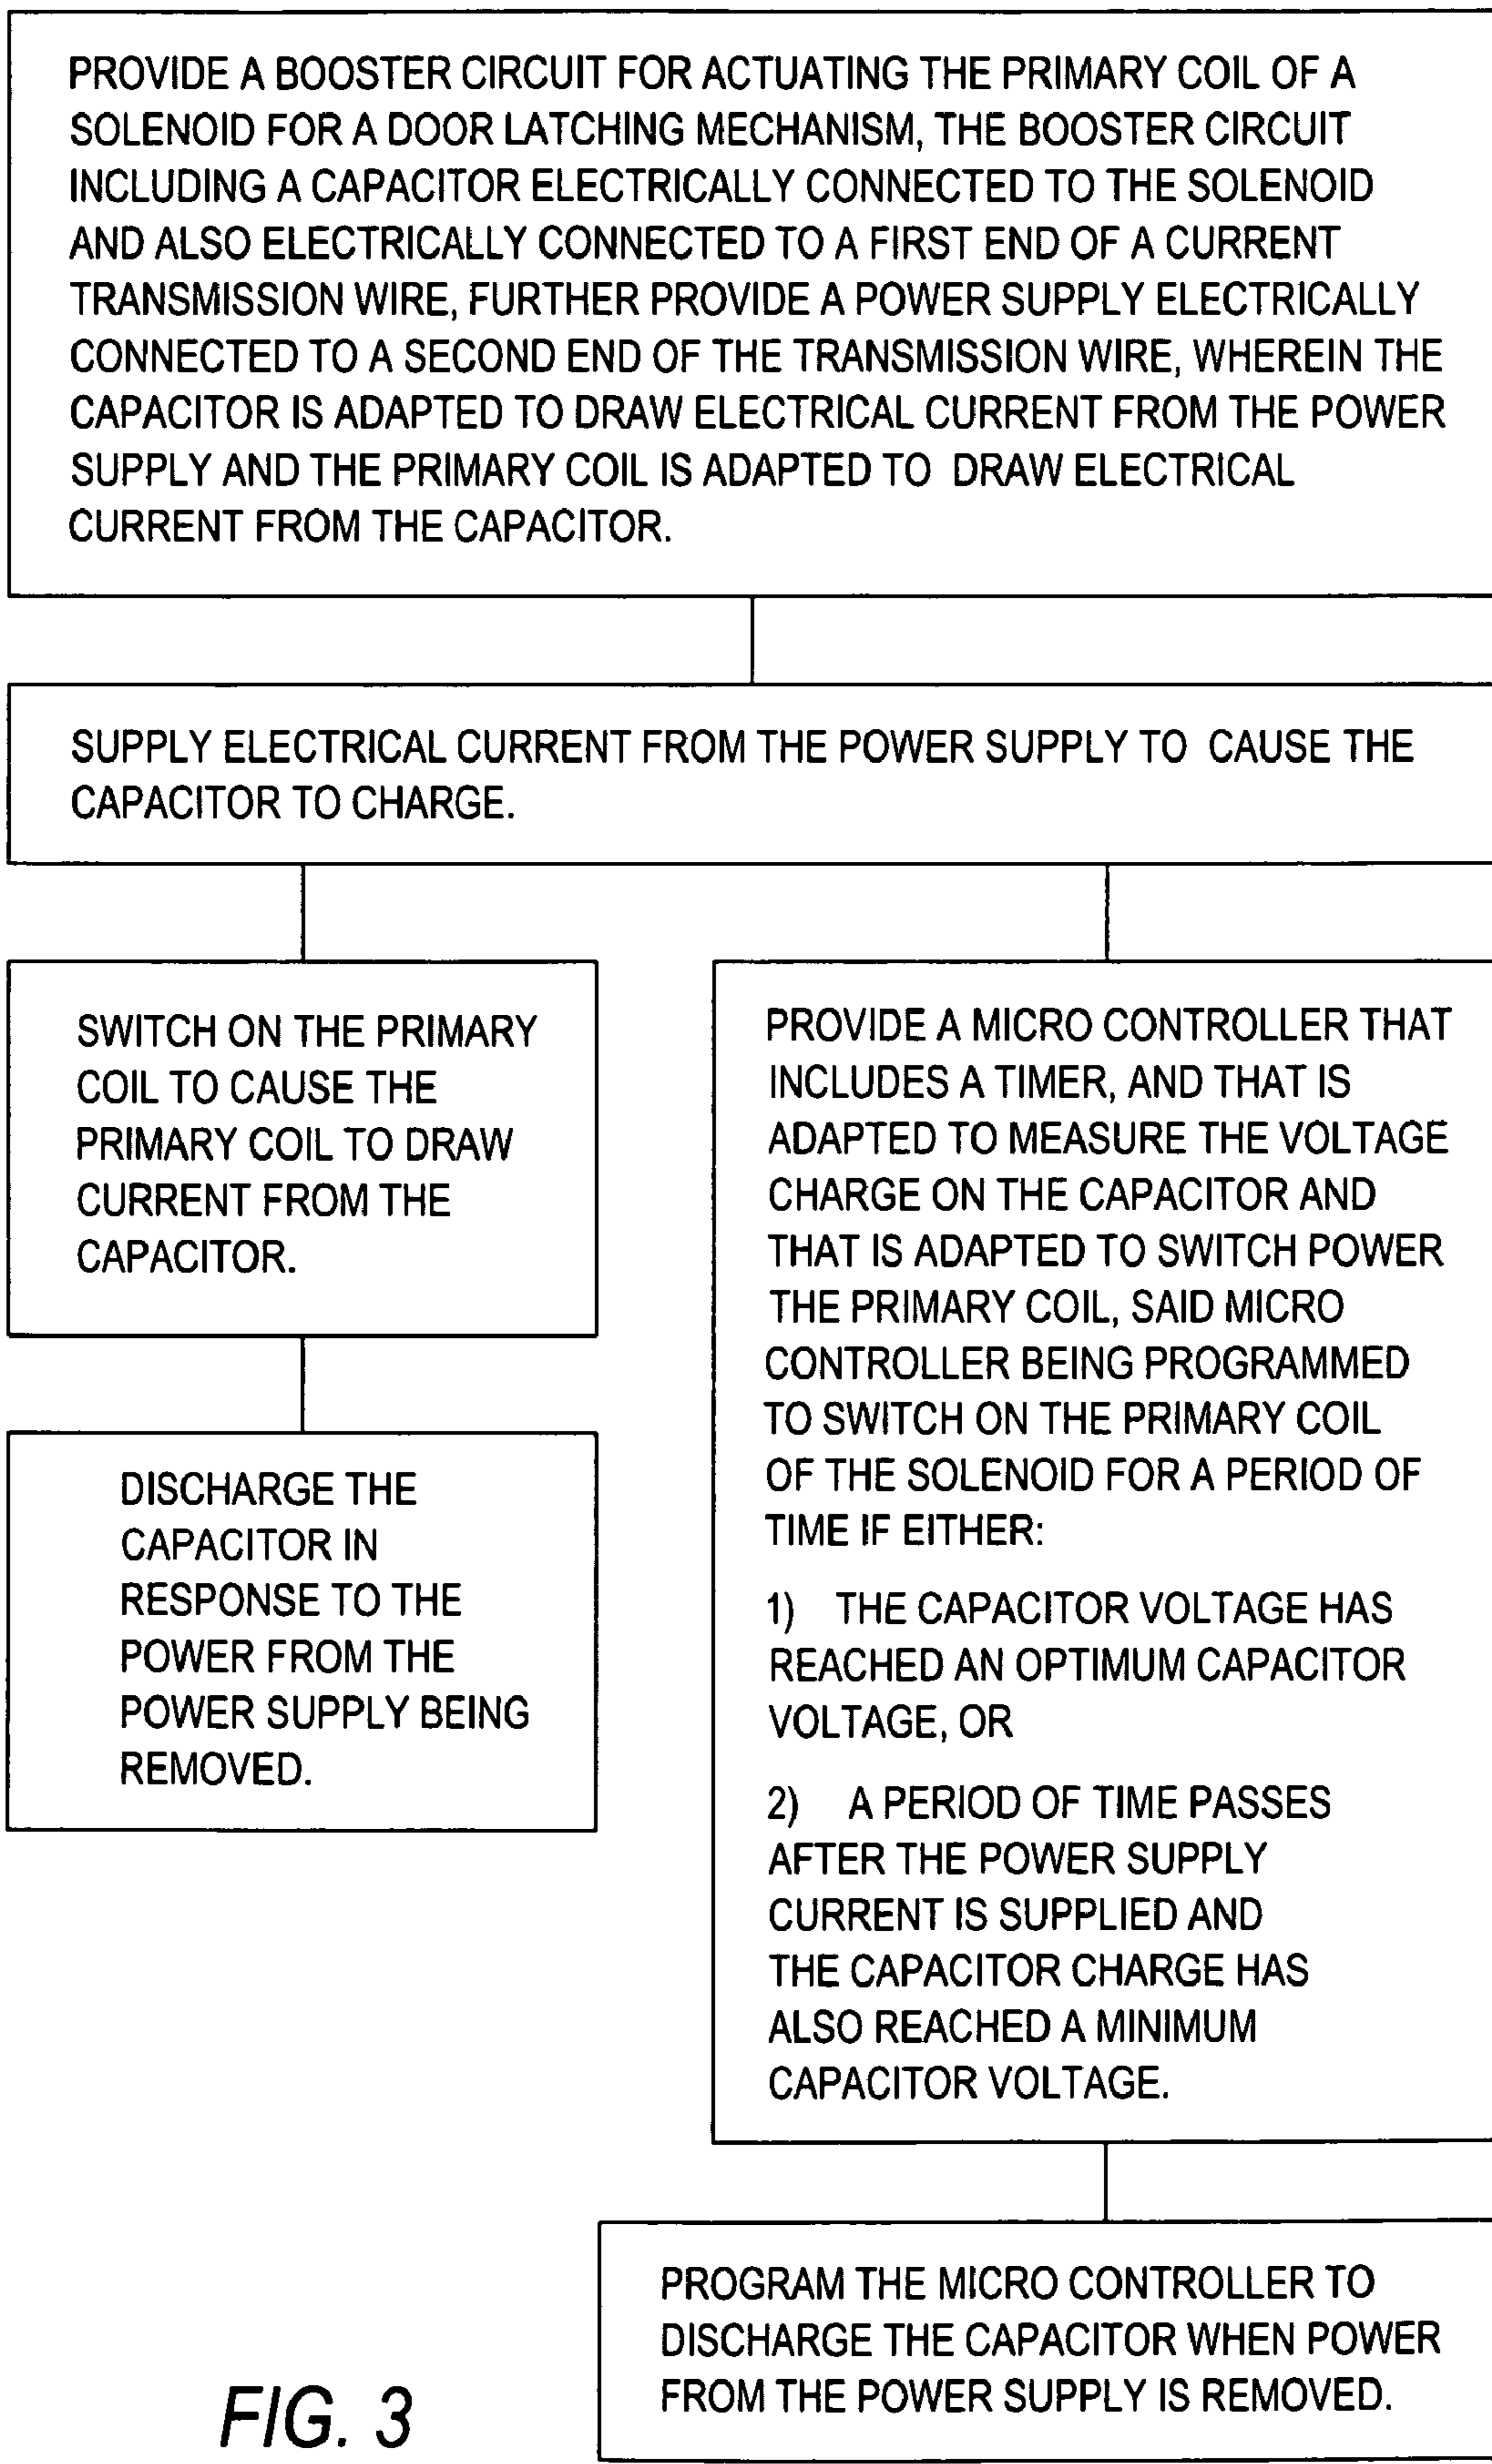 PROVIDE A BOOSTER CIRCUIT FOR ACTUATING THE PRIMARY COIL OF A
SOLENOID FOR A DOOR LATCHING MECHANISM, THE BOOSTER CIRCUIT
INCLUDING A CAPACITOR ELECTRICALLY CONNECTED TO THE SOLENOID
AND ALSO ELECTRICALLY CONNECTED TO A FIRST END OF A CURRENT
TRANSMISSION WIRE, FURTHER PROVIDE A POWER SUPPLY ELECTRICALLY
CONNECTED TO A SECOND END OF THE TRANSMISSION WIRE, WHEREIN THE
CAPACITOR IS ADAPTED TO DRAW ELECTRICAL CURRENT FROM THE POWER
SUPPLY AND THE PRIMARY COIL IS ADAPTED TO DRAW ELECTRICAL
CURRENT FROM THE CAPACITOR.
SUPPLY ELECTRICAL CURRENT FROM THE POWER SUPPLY TO CAUSE THE
CAPACITOR TO CHARGE.
SWITCH ON THE PRIMARY
COIL TO CAUSE THE
PRIMARY COIL TO DRAW
CURRENT FROM THE
CAPACITOR.
DISCHARGE THE
CAPACITOR IN
RESPONSE TO THE
POWER FROM THE
POWER SUPPLY BEING
REMOVED.
PROVIDE A MICRO CONTROLLER THAT
INCLUDES A TIMER, AND THAT IS
ADAPTED TO MEASURE THE VOLTAGE
CHARGE ON THE CAPACITOR AND
THAT IS ADAPTED TO SWITCH POWER
THE PRIMARY COIL, SAID MICRO
CONTROLLER BEING PROGRAMMED
TO SWITCH ON THE PRIMARY COIL
OF THE SOLENOID FOR A PERIOD OF
TIME IF EITHER:
1) THE CAPACITOR VOLTAGE HAS
REACHED AN OPTIMUM CAPACITOR
VOLTAGE, OR
2) A PERIOD OF TIME PASSES
AFTER THE POWER SUPPLY
CURRENT IS SUPPLIED AND
THE CAPACITOR CHARGE HAS
ALSO REACHED A MINIMUM
CAPACITOR VOLTAGE.
PROGRAM THE MICRO CONTROLLER TO
DISCHARGE THE CAPACITOR WHEN POWER
FROM THE POWER SUPPLY IS REMOVED.
FIG. 3